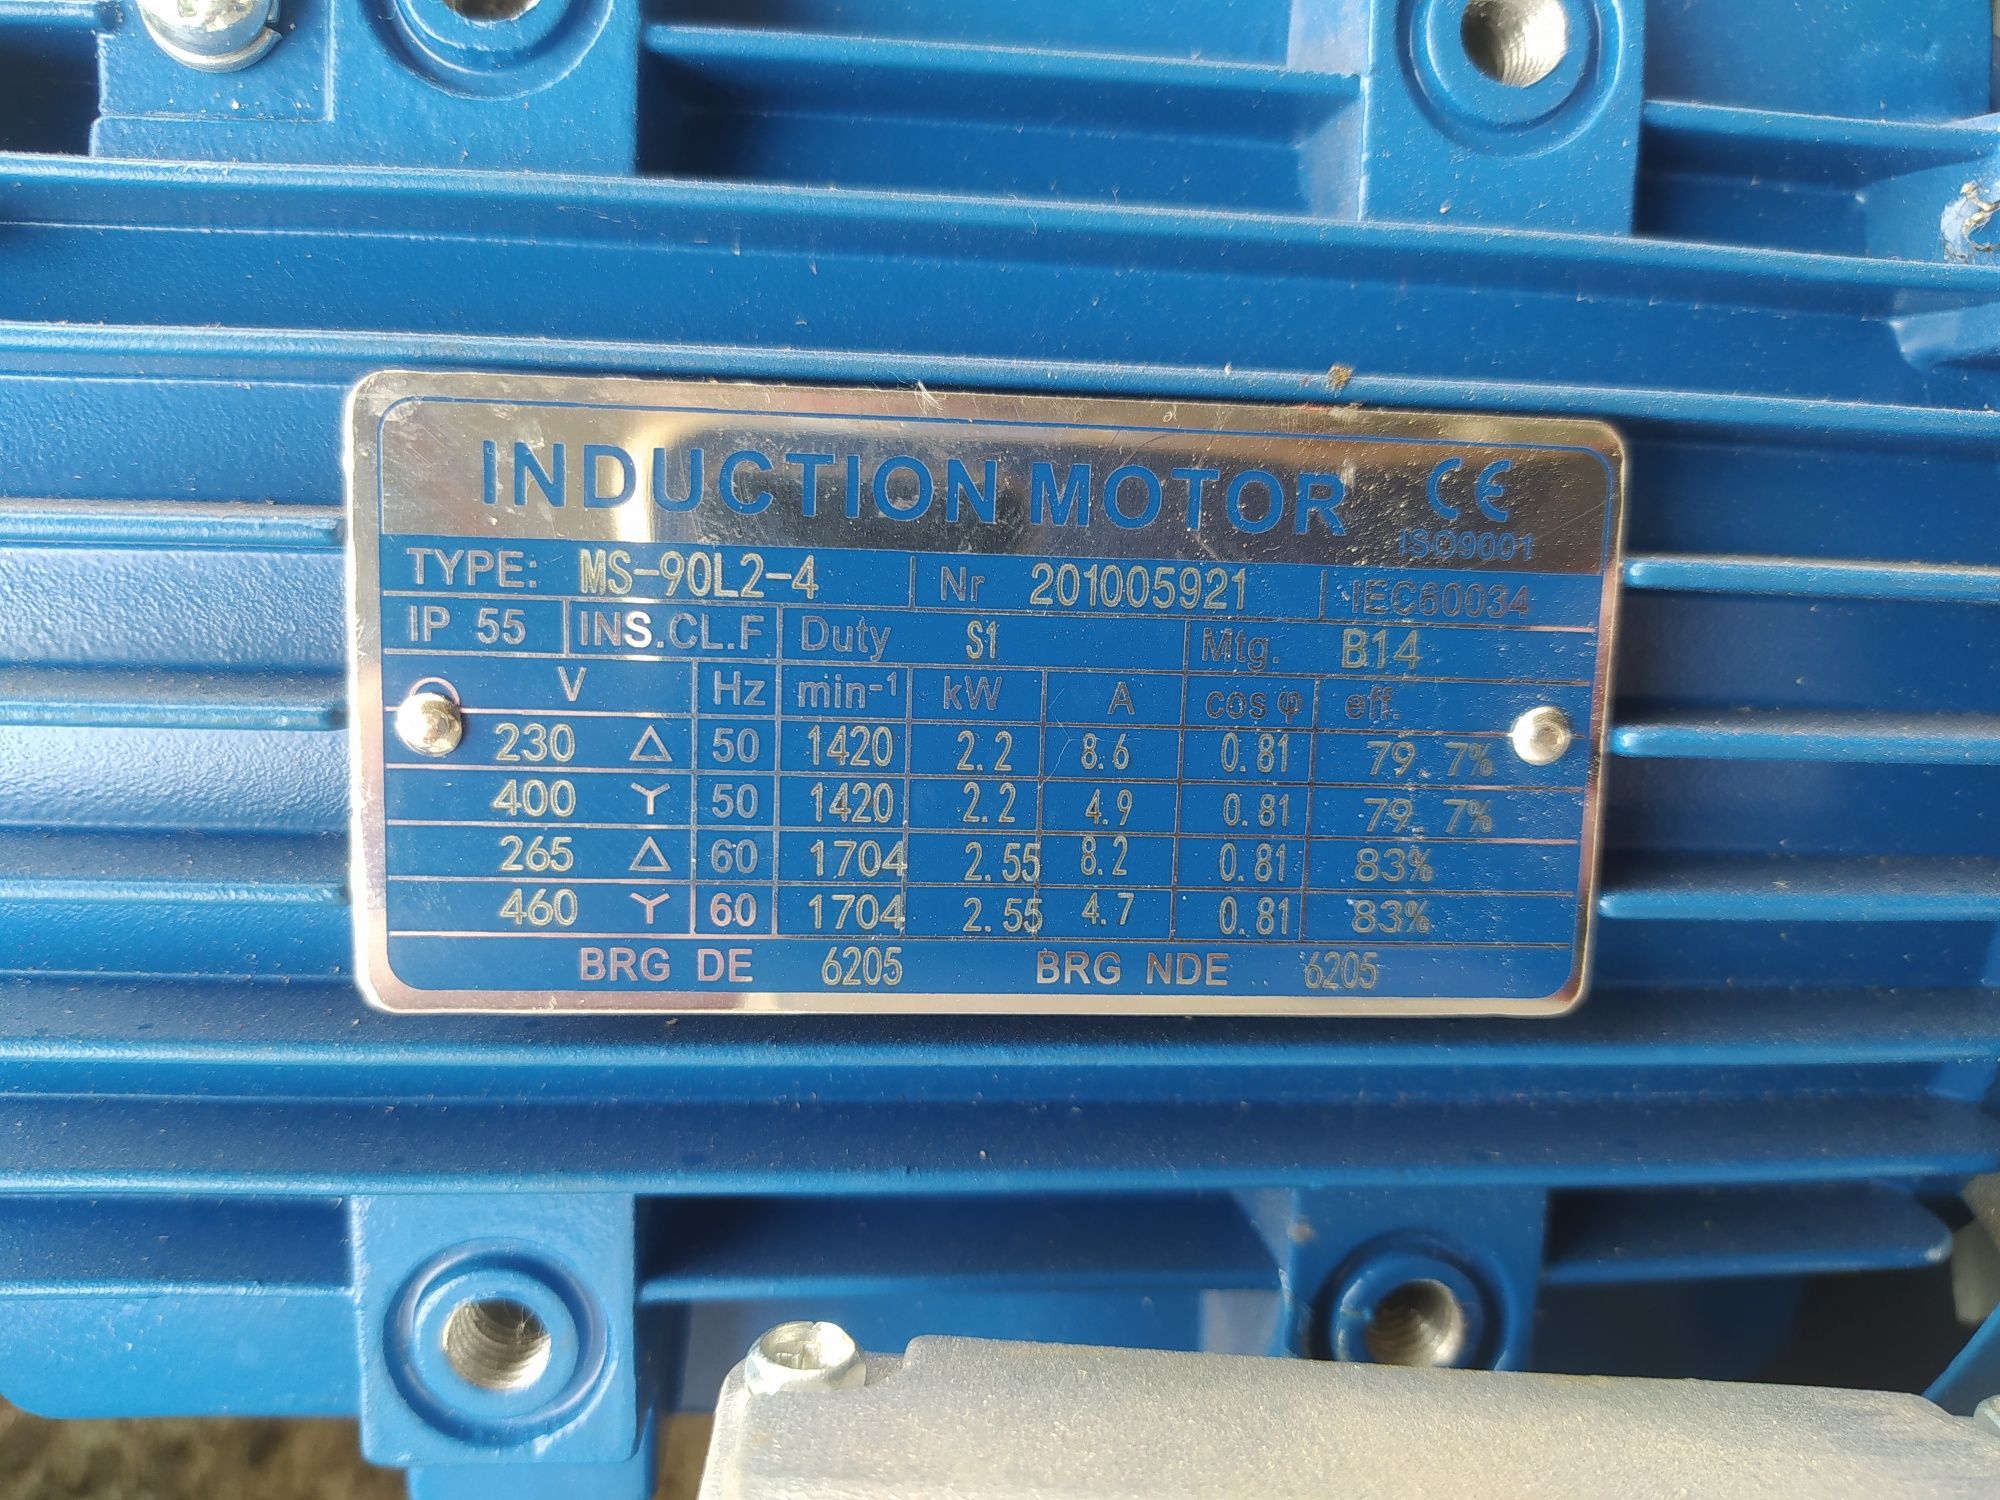 INDUCTION MOTOR CE
ISO9001
TYPE: MS-90L2-4 Nr 201005921 IEC60034
IP 55 INS.CL.F Duty S1 Mtg. B14
V Hz min-1 kW A cos φ eff.
230 △ 50 1420 2.2 8.6 0.81 79.7%
400 Y 50 1420 2.2 4.9 0.81 79.7%
265 △ 60 1704 2.55 8.2 0.81 83%
460 Y 60 1704 2.55 4.7 0.81 83%
BRG DE 6205 BRG NDE 6205